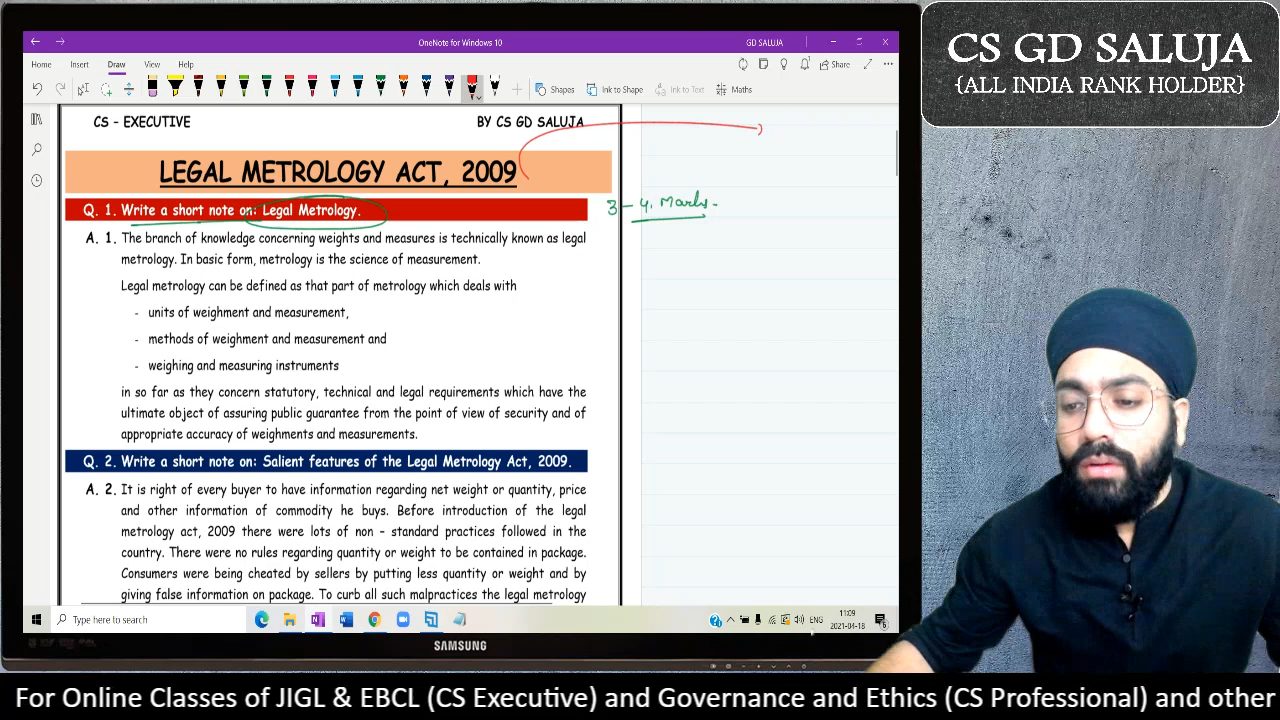 OneNote for Windows 10
GD SALUJA
Home Insert Draw View Help
Share
Shapes Ink to Shape Ink to Text Maths
CS - EXECUTIVE
BY CS GD SALUJA
LEGAL METROLOGY ACT, 2009
Q. 1. Write a short note on: Legal Metrology.
3 - 4. Marks -
A. 1. The branch of knowledge concerning weights and measures is technically known as legal
metrology. In basic form, metrology is the science of measurement.
Legal metrology can be defined as that part of metrology which deals with
- units of weighment and measurement,
- methods of weighment and measurement and
- weighing and measuring instruments
in so far as they concern statutory, technical and legal requirements which have the
ultimate object of assuring public guarantee from the point of view of security and of
appropriate accuracy of weighments and measurements.
Q. 2. Write a short note on: Salient features of the Legal Metrology Act, 2009.
A. 2. It is right of every buyer to have information regarding net weight or quantity, price
and other information of commodity he buys. Before introduction of the legal
metrology act, 2009 there were lots of non - standard practices followed in the
country. There were no rules regarding quantity or weight to be contained in package.
Consumers were being cheated by sellers by putting less quantity or weight and by
giving false information on package. To curb all such malpractices the legal metrology
Type here to search
ENG
11:09
2021-04-18
SAMSUNG
CS GD SALUJA
{ALL INDIA RANK HOLDER}
For Online Classes of JIGL & EBCL (CS Executive) and Governance and Ethics (CS Professional) and other